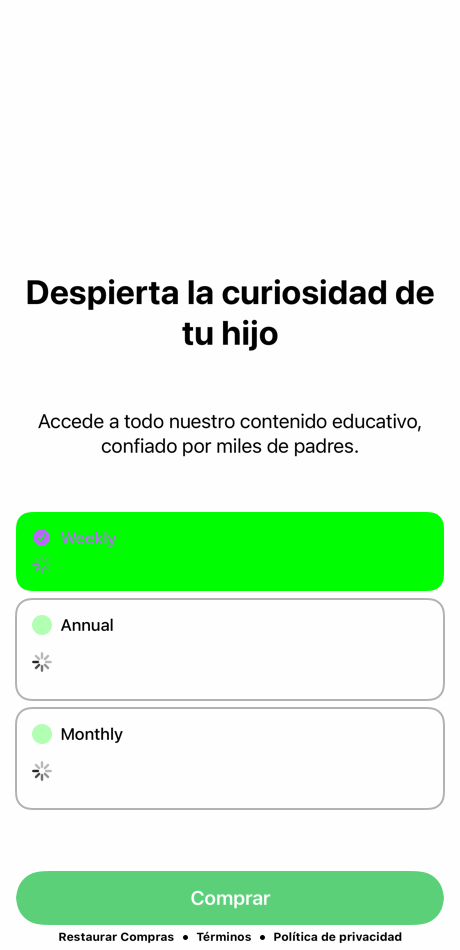 Despierta la curiosidad de
tu hijo
Accede a todo nuestro contenido educativo,
confiado por miles de padres.
Weekly
Annual
Monthly
Comprar
Restaurar Compras • Términos • Política de privacidad